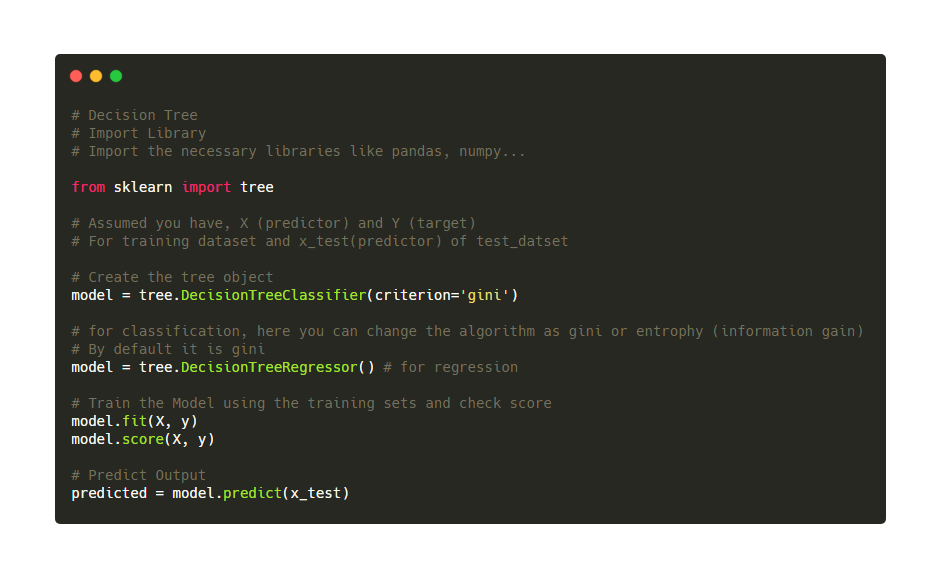 # Decision Tree
# Import Library
# Import the necessary libraries like pandas, numpy...
from sklearn import tree
# Assumed you have, X (predictor) and Y (target)
# For training dataset and x_test(predictor) of test_datset
# Create the tree object
model = tree.DecisionTreeClassifier(criterion='gini')
# for classification, here you can change the algorithm as gini or entrophy (information gain)
# By default it is gini
model = tree.DecisionTreeRegressor() # for regression
# Train the Model using the training sets and check score
model.fit(X, y)
model.score(X, y)
# Predict Output
predicted = model.predict(x_test)